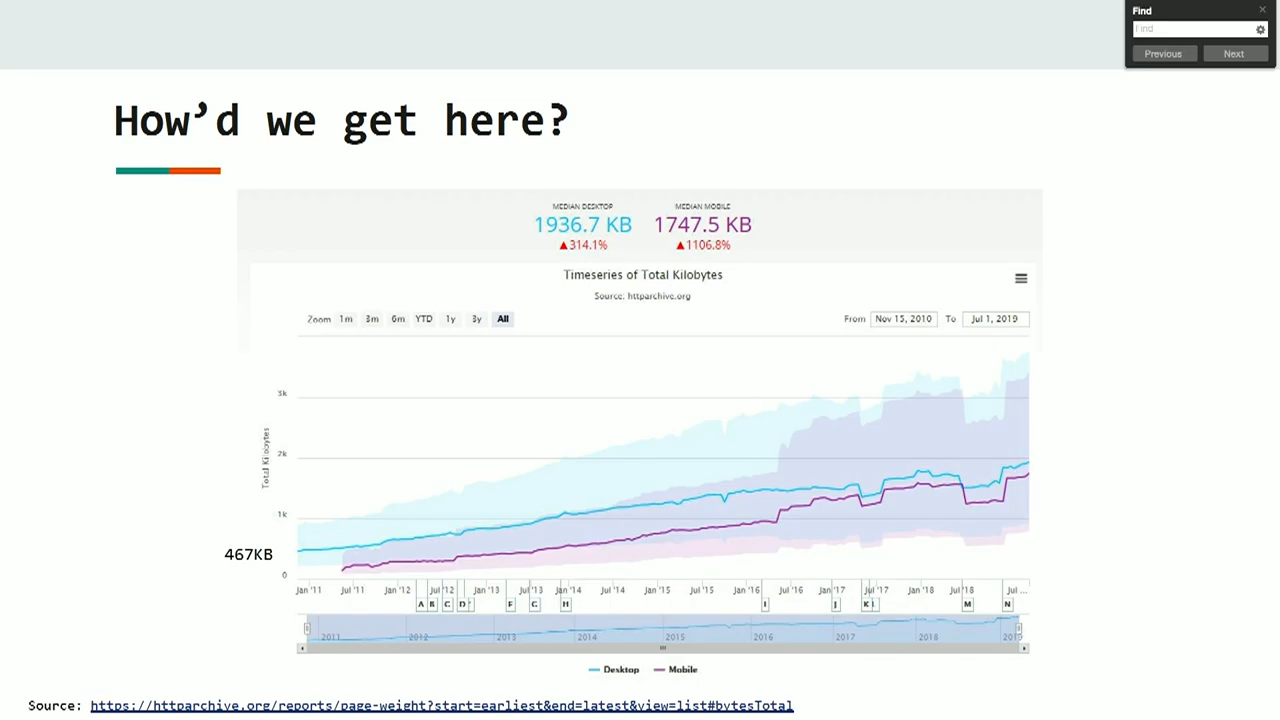 Find
Find
Previous Next
How’d we get here?
MEDIAN DESKTOP MEDIAN MOBILE
1936.7 KB 1747.5 KB
▲314.1% ▲1106.8%
Timeseries of Total Kilobytes
Source: httparchive.org
Zoom 1m 3m 6m YTD 1y 3y All From Nov 15, 2010 To Jul 1, 2019
3k
2k
1k
0
Total Kilobytes
467KB
Jan '11 Jul '11 Jan '12 Jul '12 Jan '13 Jul '13 Jan '14 Jul '14 Jan '15 Jul '15 Jan '16 Jul '16 Jan '17 Jul '17 Jan '18 Jul '18 Jul ...
A B C D F G H I J K L M N
2011 2012 2013 2014 2015 2016 2017 2018 2019
Desktop Mobile
Source: https://httparchive.org/reports/page-weight?start=earliest&end=latest&view=list#bytesTotal